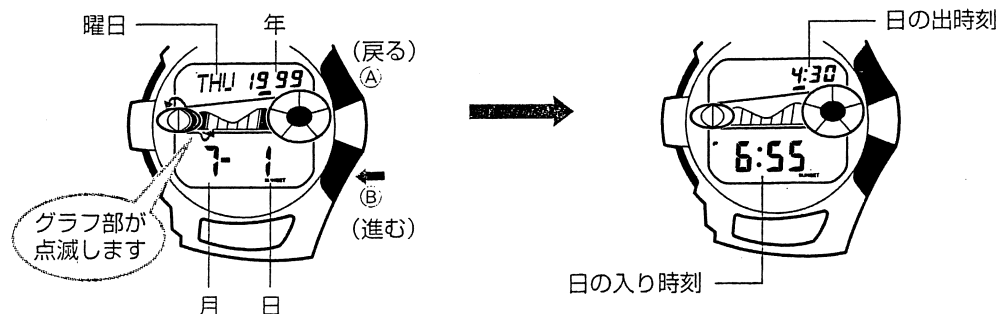 曜日
年
(戻る)
Ⓐ
THU 1999
7- 1
SUNSET
Ⓑ
(進む)
グラフ部が
点滅します
月
日
日の出時刻
4:30
6:55
SUNSET
日の入り時刻